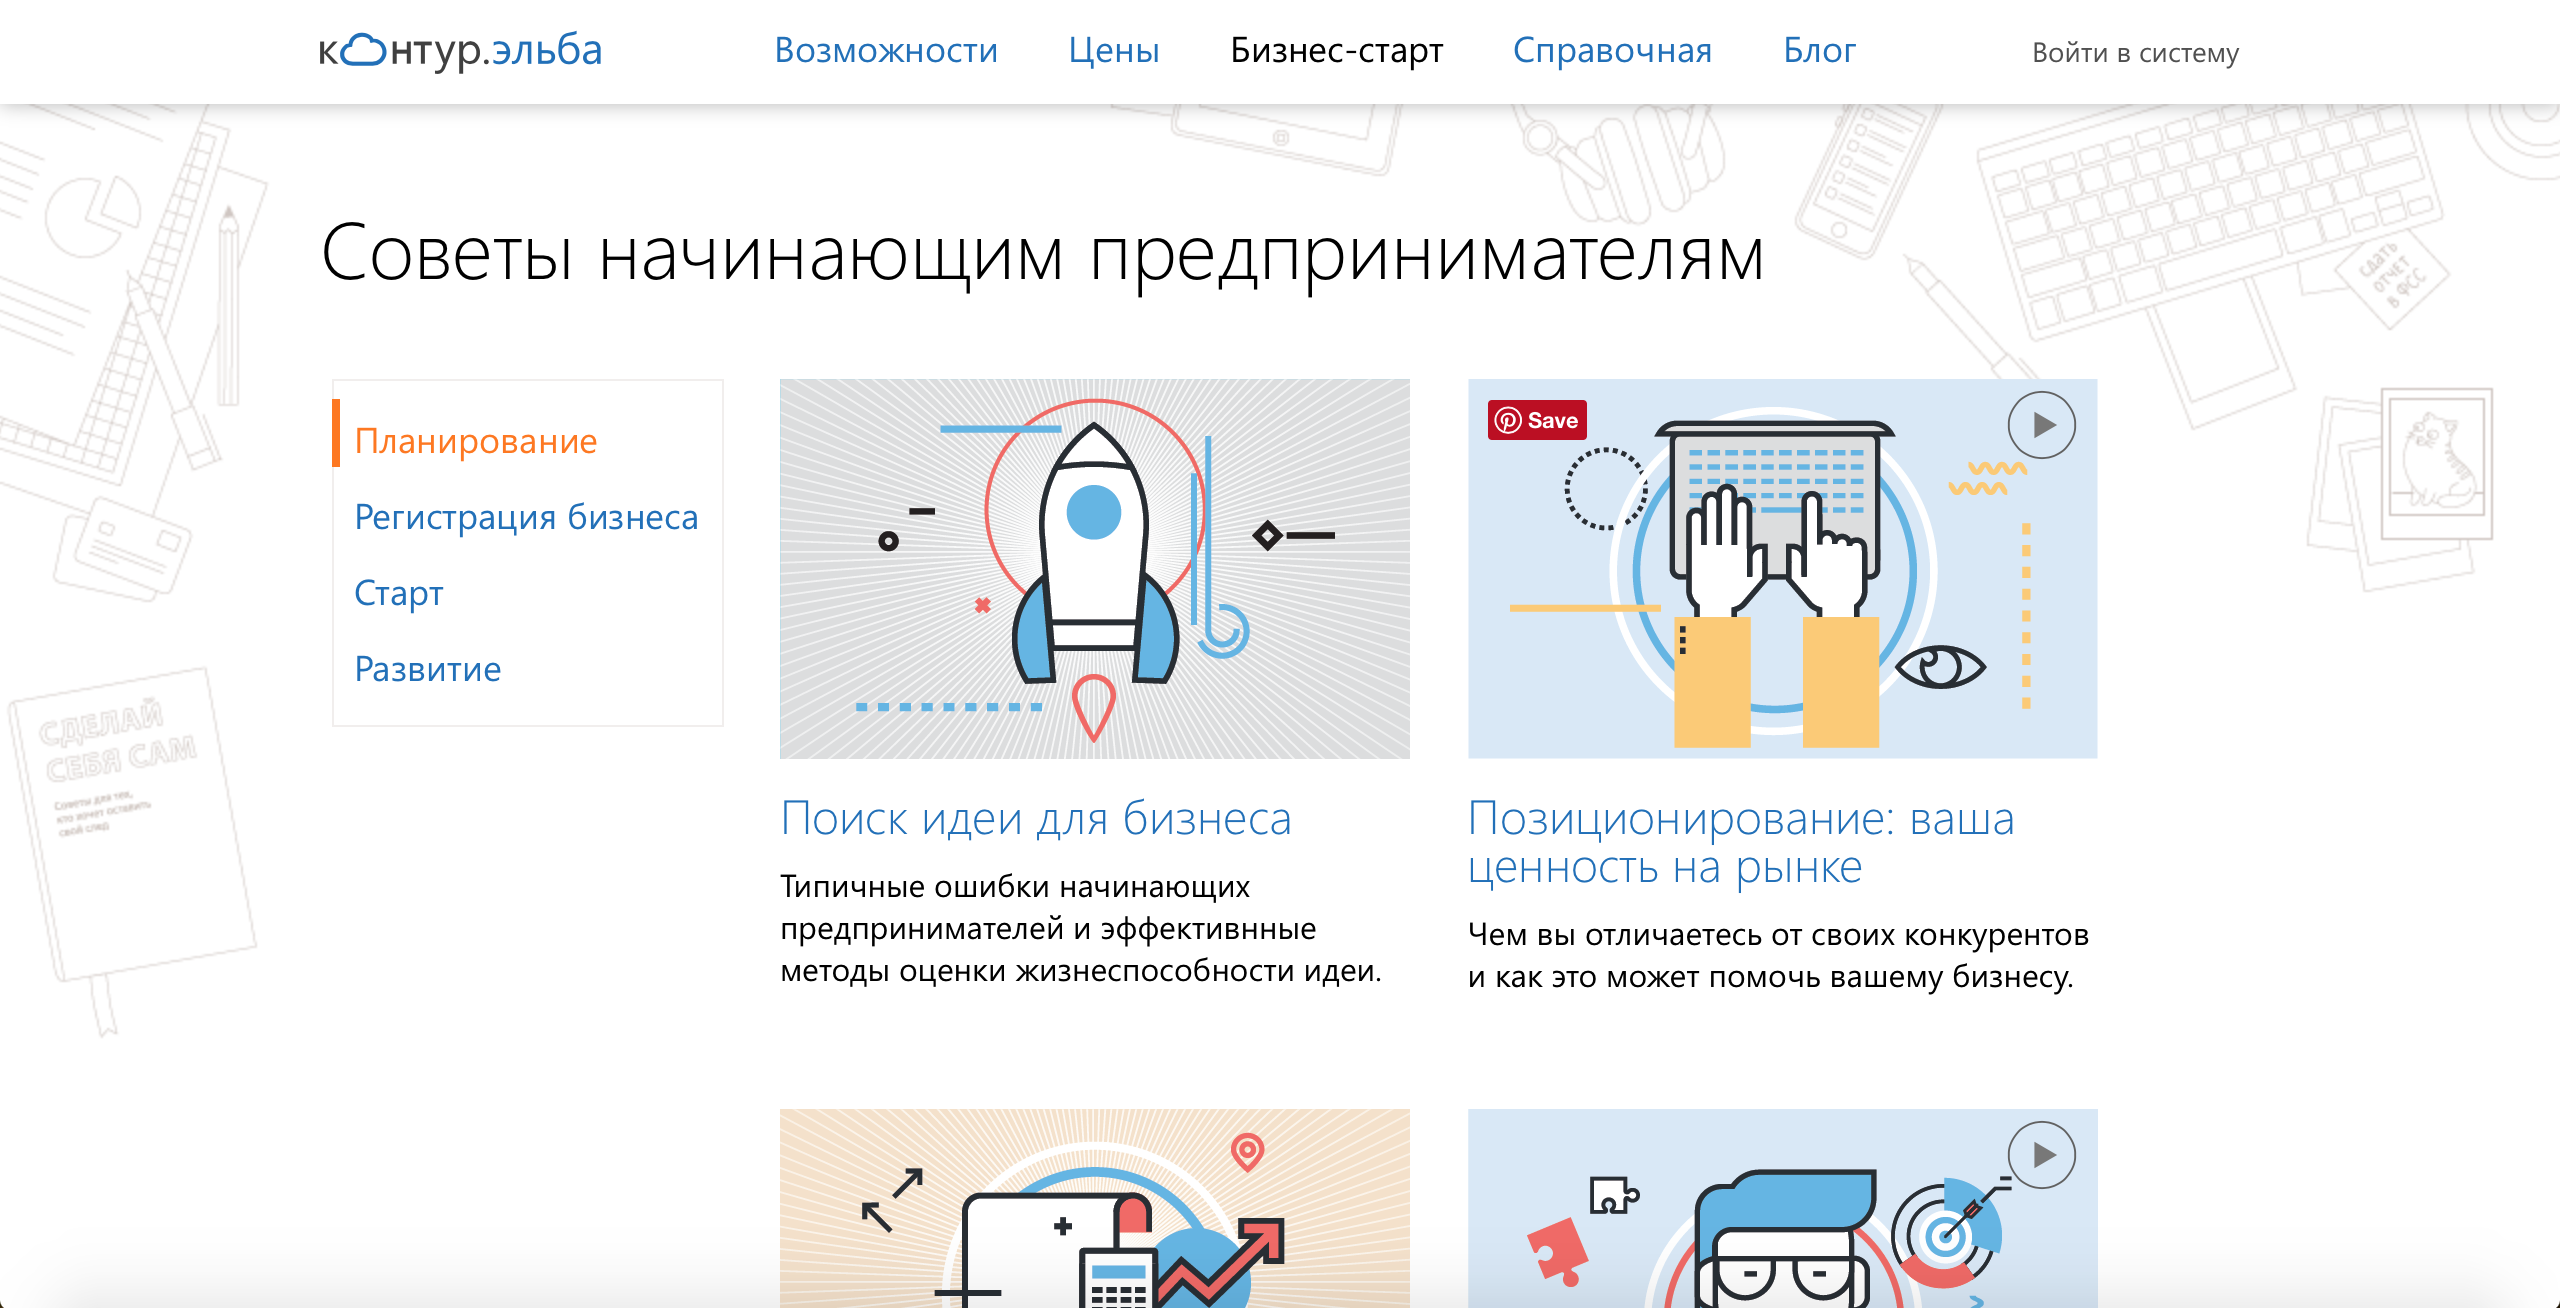 контур.эльба
Возможности
Цены
Бизнес-старт
Справочная
Блог
Войти в систему
Советы начинающим предпринимателям
сдать
отчёт
в ФСС
Планирование
Регистрация бизнеса
Старт
Развитие
Save
СДЕЛАЙ
СЕБЯ САМ
Советы для тех,
кто хочет оставить
свой след
Поиск идеи для бизнеса
Типичные ошибки начинающих
предпринимателей и эффективнные
методы оценки жизнеспособности идеи.
Позиционирование: ваша
ценность на рынке
Чем вы отличаетесь от своих конкурентов
и как это может помочь вашему бизнесу.